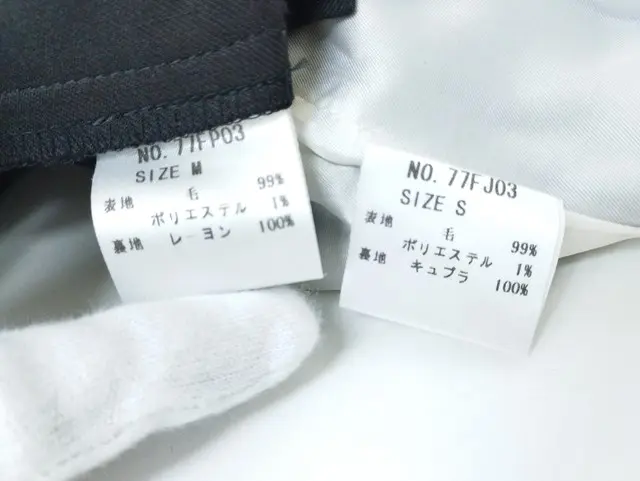 NO. 77FP03
SIZE M
表地 毛 99%
ポリエステル 1%
裏地 レーヨン 100%
NO. 77FJ03
SIZE S
表地 毛 99%
ポリエステル 1%
裏地 キュプラ 100%